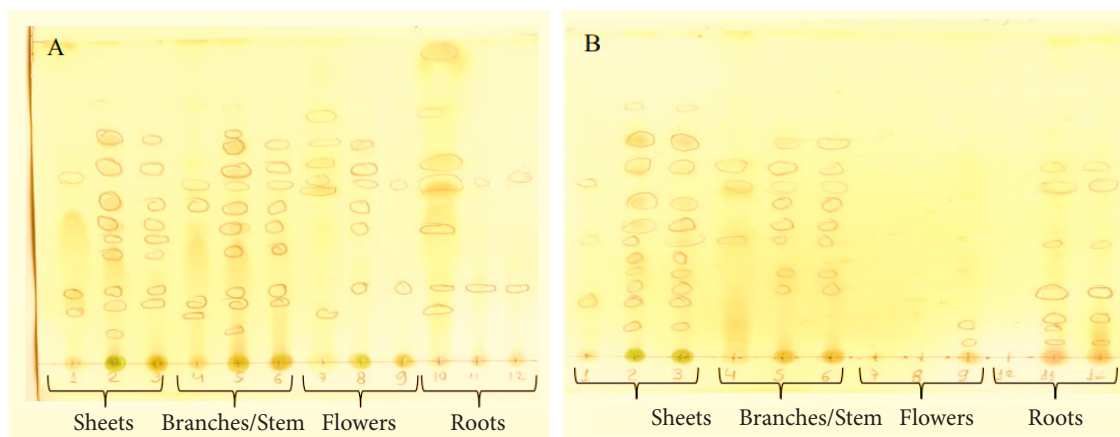 A
1 2 3 4 5 6 7 8 9 10 11 12
Sheets Branches/Stem Flowers Roots
B
1 2 3 4 5 6 7 8 9 11 12
Sheets Branches/Stem Flowers Roots